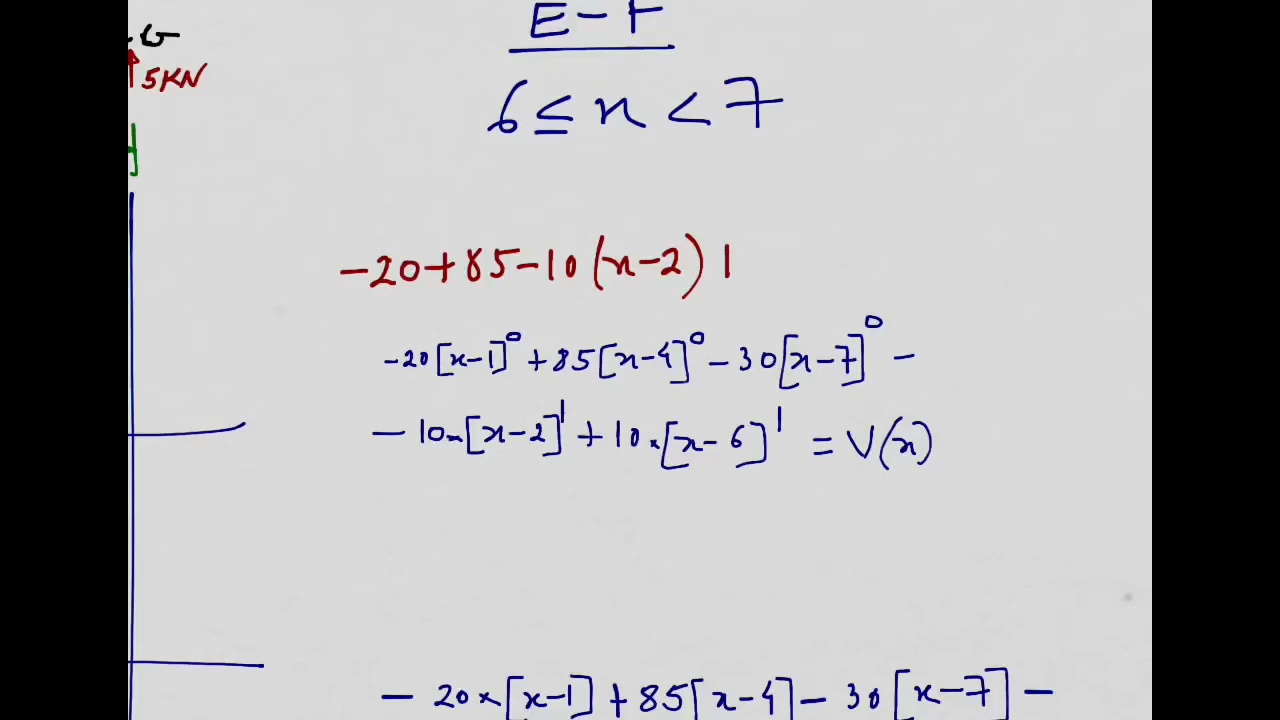 E-F
G
5KN
6 ≤ x < 7
-20+85-10(x-2) 1
-20[x-1]⁰ +85[x-4]⁰ - 30[x-7]⁰ -
- 10×[x-2]¹ + 10×[x-6]¹ = V(x)
- 20×[x-1] +85[x-4] - 30[x-7] -